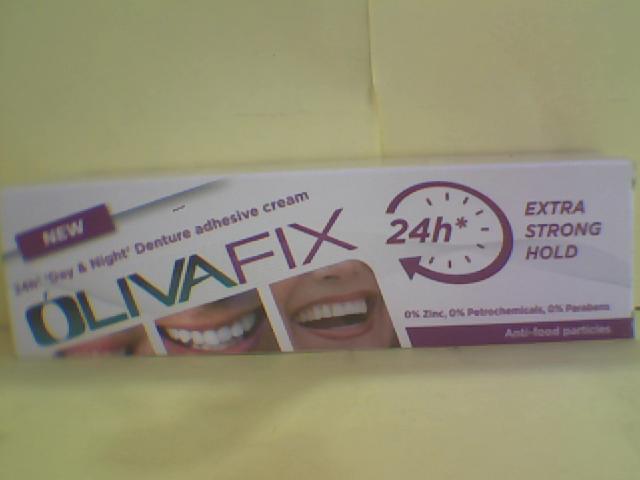 NEW
24h* 'Day & Night' Denture adhesive cream
OLIVAFIX
24h*
EXTRA
STRONG
HOLD
0% Zinc, 0% Petrochemicals, 0% Parabens
Anti-food particles